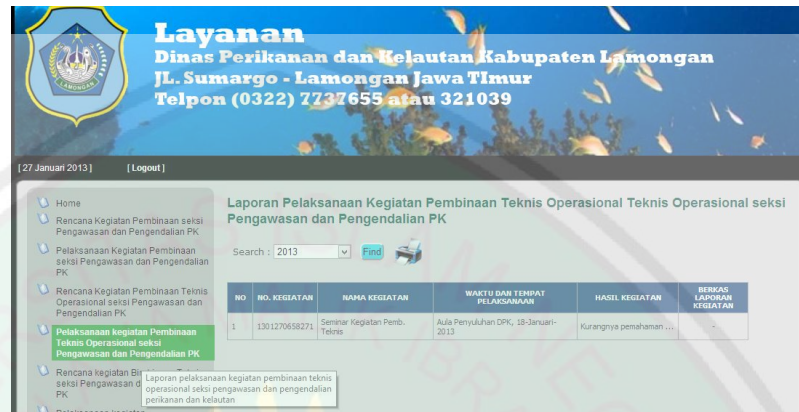 Layanan
Dinas Perikanan dan Kelautan Kabupaten Lamongan
JL. Sumargo - Lamongan Jawa TImur
Telpon (0322) 7737655 atau 321039
LAMONGAN
[ 27 Januari 2013 ] [ Logout ]
Home
Rencana Kegiatan Pembinaan seksi
Pengawasan dan Pengendalian PK
Pelaksanaan Kegiatan Pembinaan
seksi Pengawasan dan Pengendalian
PK
Rencana Kegiatan Pembinaan Teknis
Operasional seksi Pengawasan dan
Pengendalian PK
Pelaksanaan kegiatan Pembinaan
Teknis Operasional seksi
Pengawasan dan Pengendalian PK
Rencana kegiatan
seksi Pengawasan d
PK
Laporan pelaksanaan kegiatan pembinaan teknis
operasional seksi pengawasan dan pengendalian
perikanan dan kelautan
Laporan Pelaksanaan Kegiatan Pembinaan Teknis Operasional Teknis Operasional seksi
Pengawasan dan Pengendalian PK
Search : 2013 Find
NO NO. KEGIATAN NAMA KEGIATAN WAKTU DAN TEMPAT PELAKSANAAN HASIL KEGIATAN BERKAS LAPORAN KEGIATAN
1 1301270658271 Seminar Kegiatan Pemb. Teknis Aula Penyuluhan DPK, 18-Januari-2013 Kurangnya pemahaman ... -